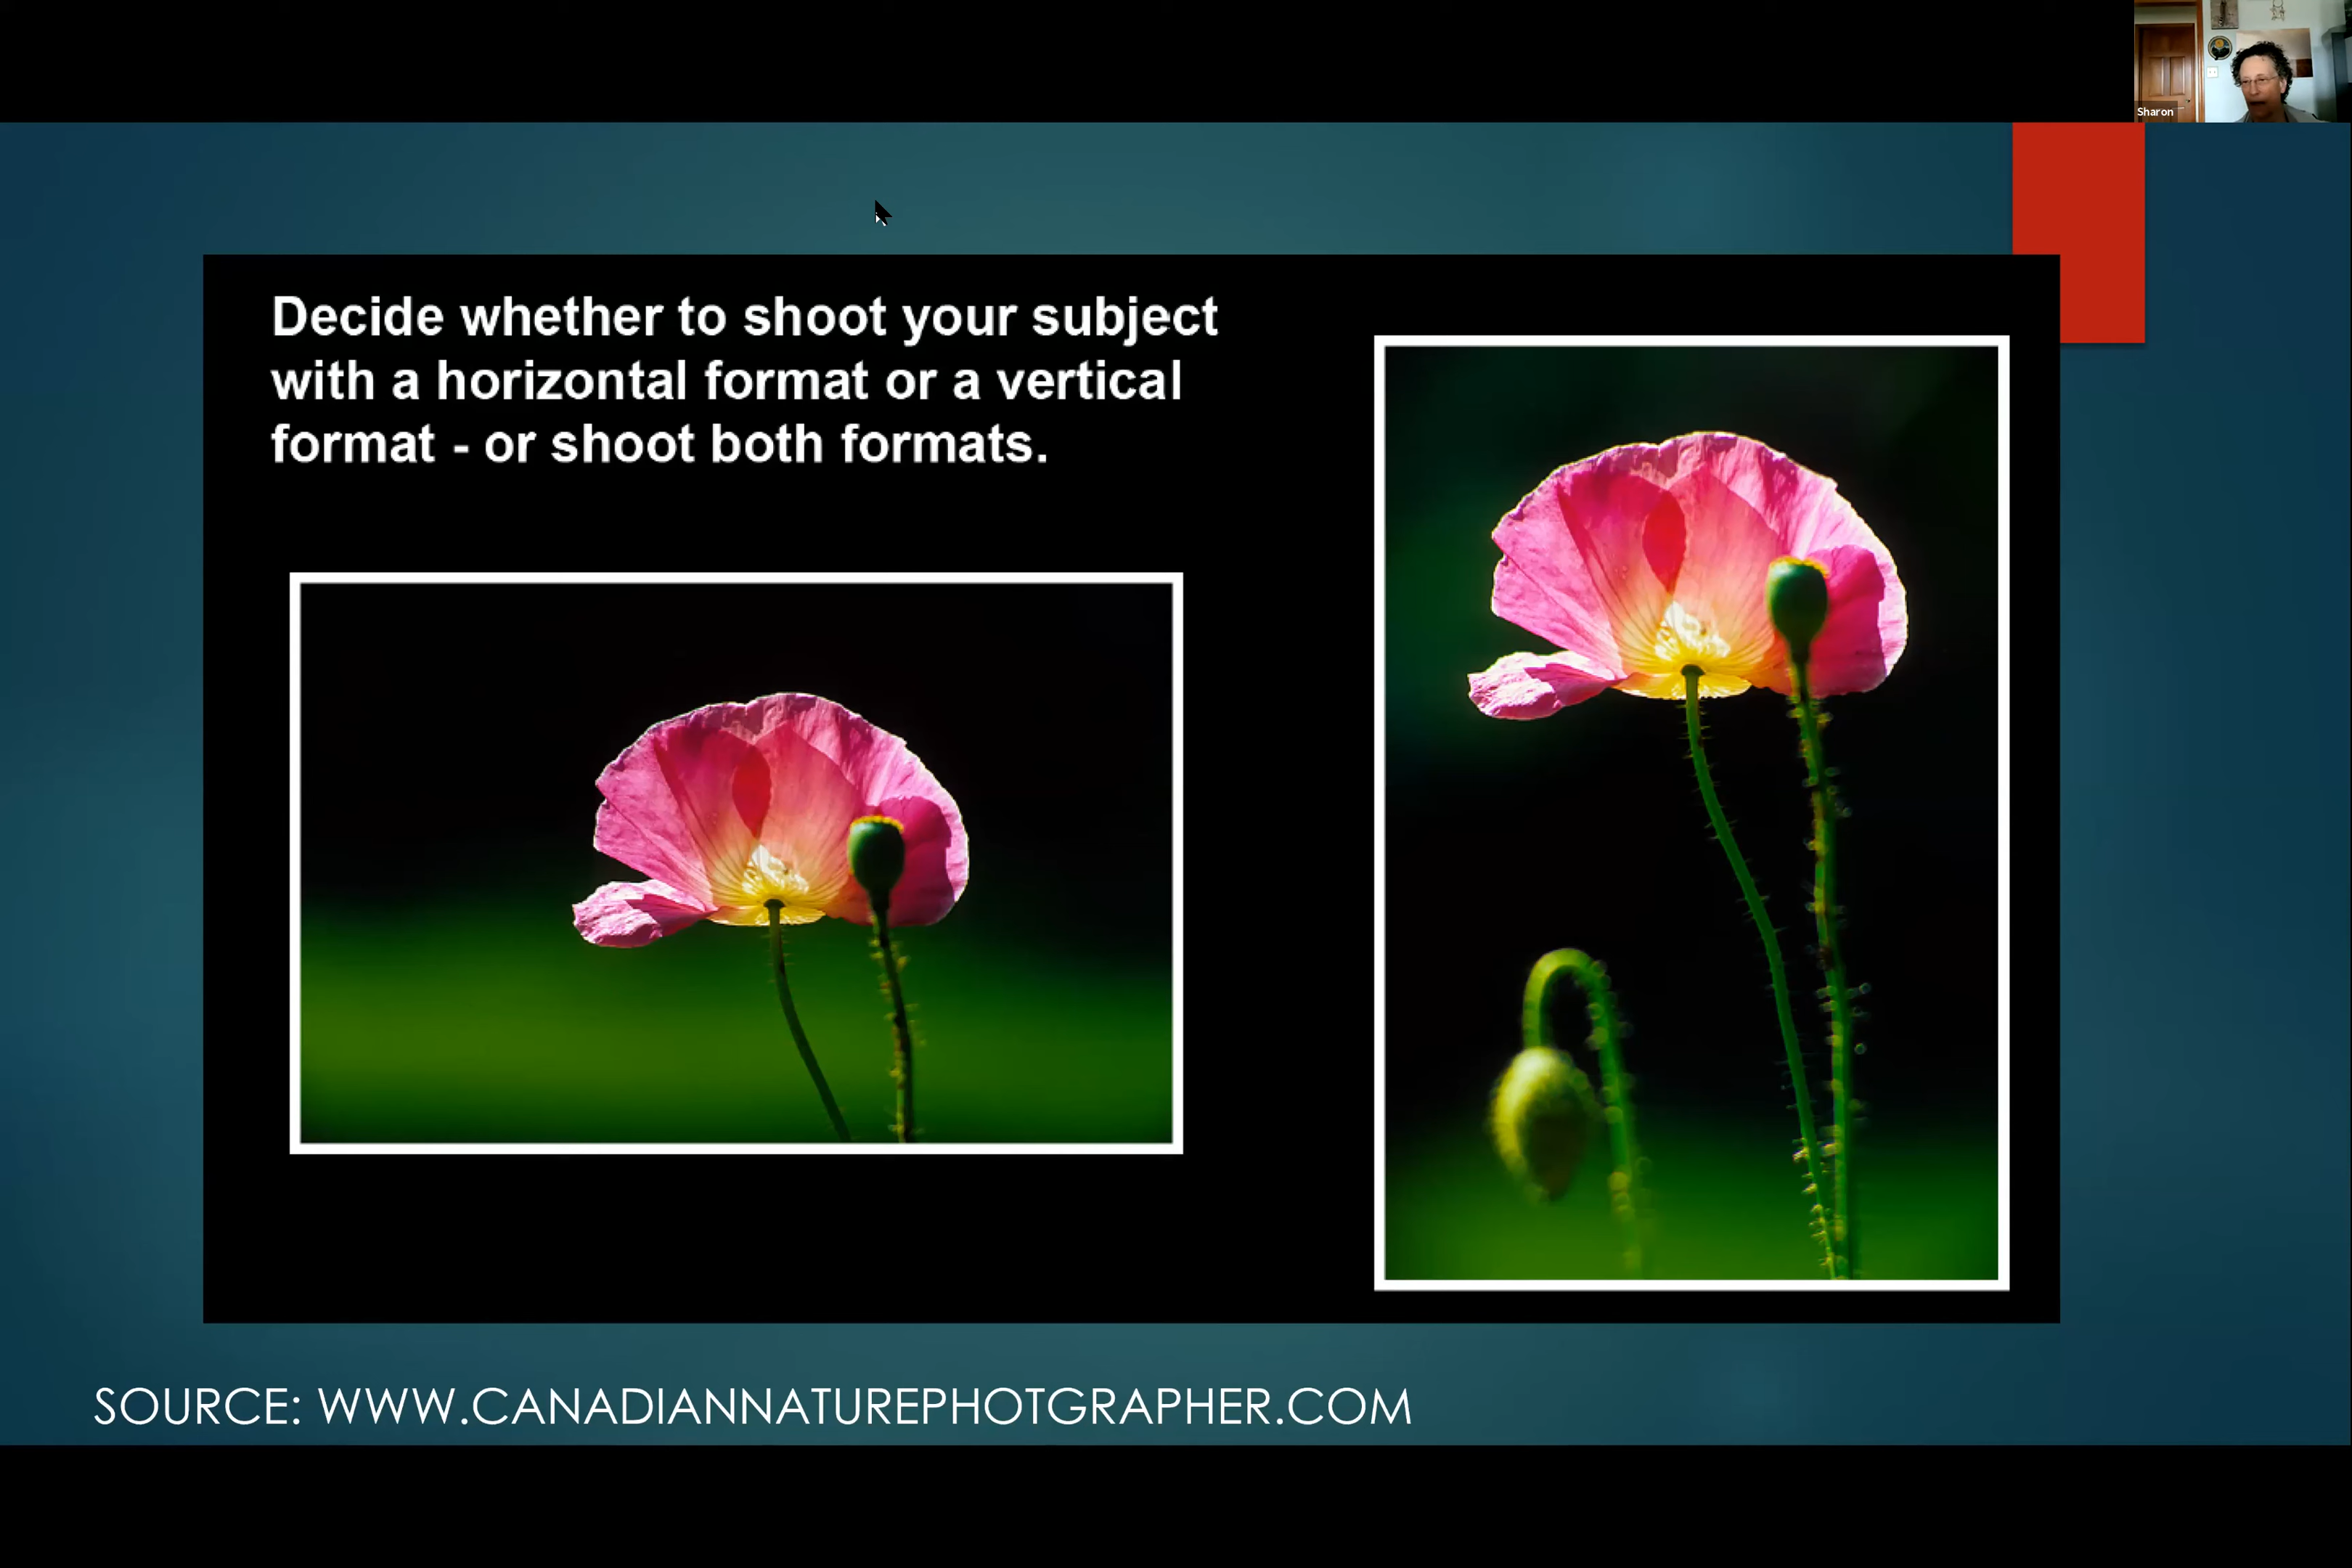 Sharon
Decide whether to shoot your subject
with a horizontal format or a vertical
format - or shoot both formats.
SOURCE: WWW.CANADIANNATUREPHOTGRAPHER.COM